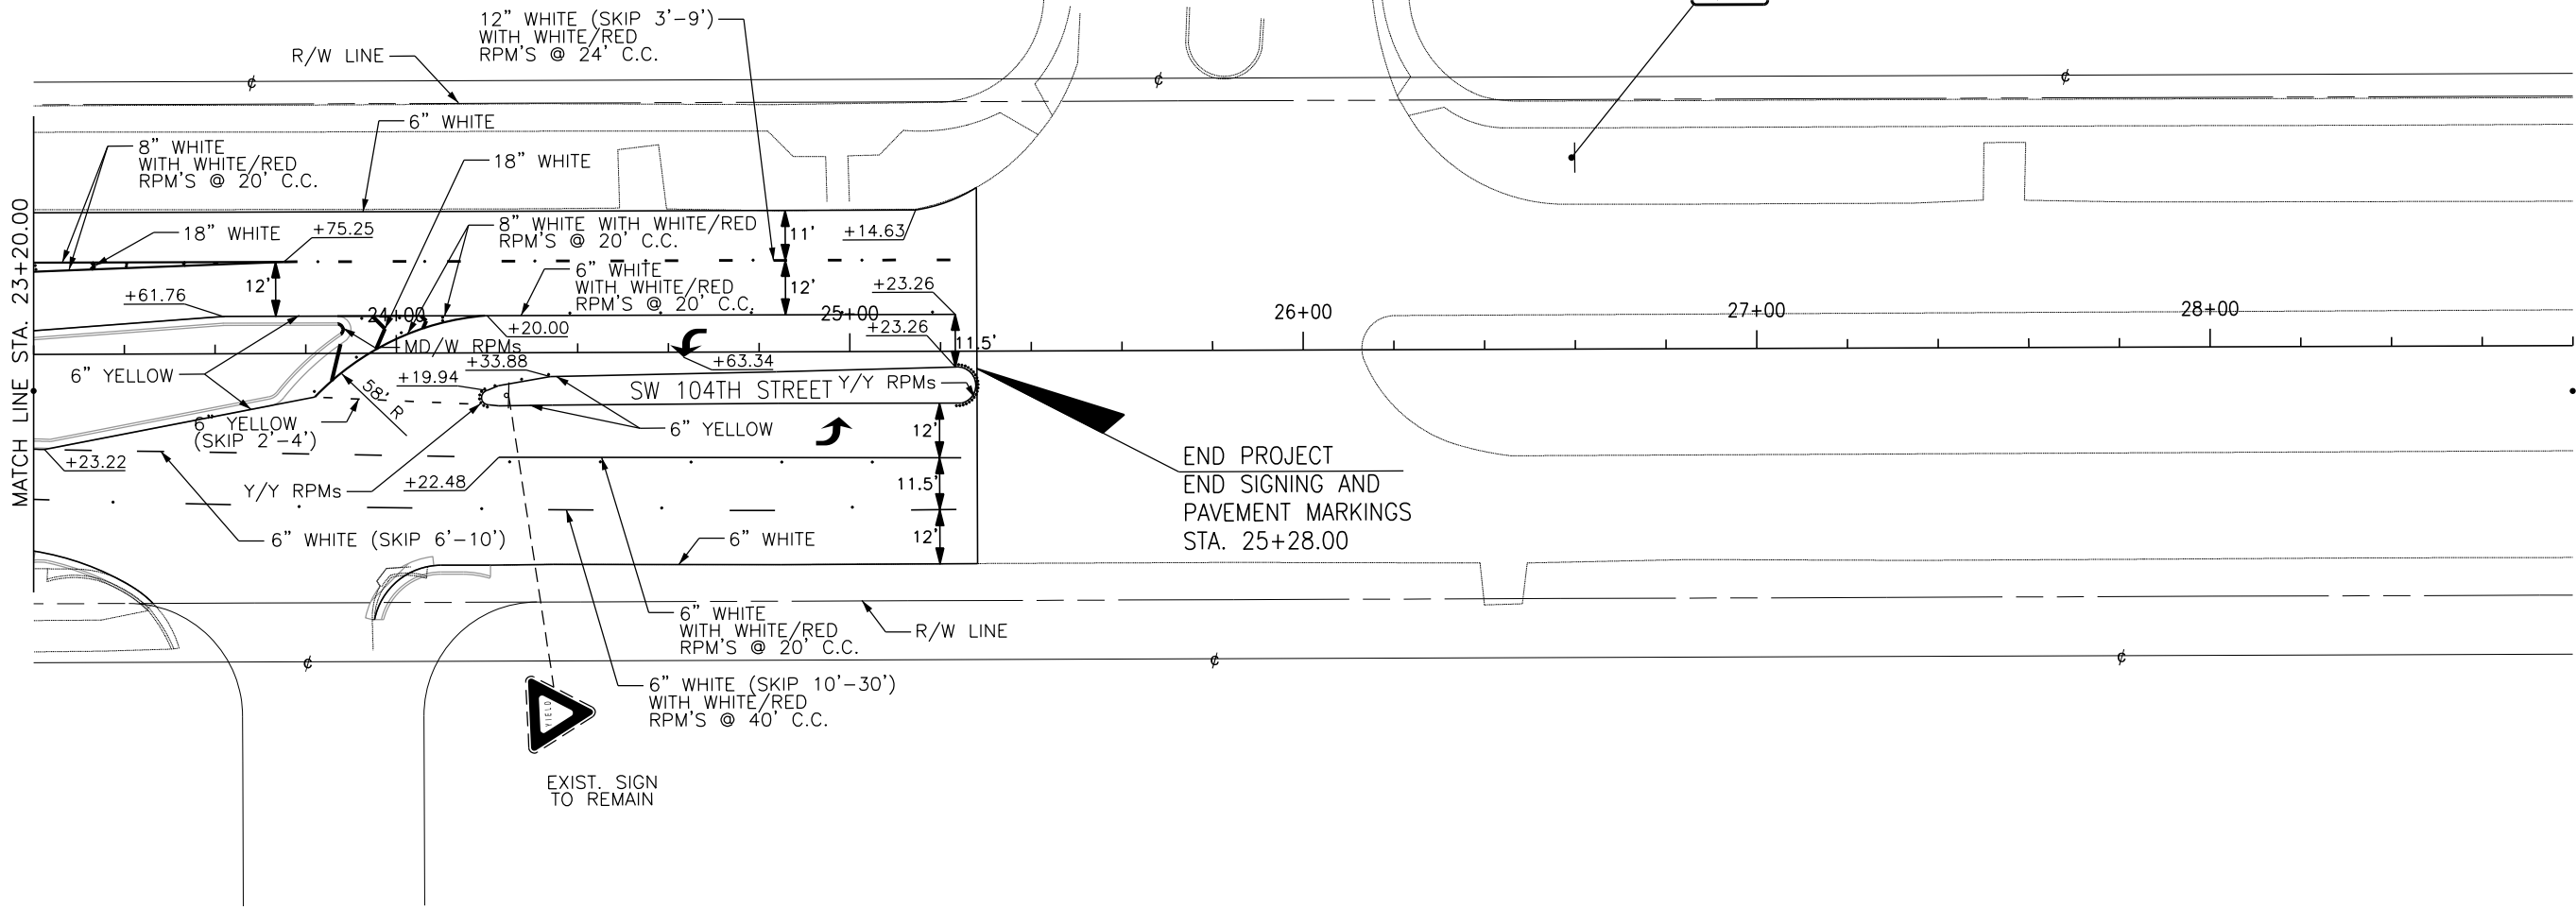 12" WHITE (SKIP 3'-9')
WITH WHITE/RED
RPM'S @ 24' C.C.
R/W LINE
6" WHITE
8" WHITE
WITH WHITE/RED
RPM'S @ 20' C.C.
18" WHITE
MATCH LINE STA. 23+20.00
18" WHITE
+75.25
8" WHITE WITH WHITE/RED
RPM'S @ 20' C.C.
11'
+14.63
12'
6" WHITE
WITH WHITE/RED
RPM'S @ 20' C.C.
12'
+23.26
+61.76
24+00
25+00
26+00
27+00
28+00
+20.00
+23.26
11.5'
MD/W RPMs
+33.88
+63.34
6" YELLOW
+19.94
58' R
SW 104TH STREET
Y/Y RPMs
6" YELLOW
(SKIP 2'-4')
6" YELLOW
12'
+23.22
Y/Y RPMs
+22.48
11.5'
6" WHITE (SKIP 6'-10')
6" WHITE
12'
END PROJECT
END SIGNING AND
PAVEMENT MARKINGS
STA. 25+28.00
6" WHITE
WITH WHITE/RED
RPM'S @ 20' C.C.
R/W LINE
6" WHITE (SKIP 10'-30')
WITH WHITE/RED
RPM'S @ 40' C.C.
YIELD
EXIST. SIGN
TO REMAIN